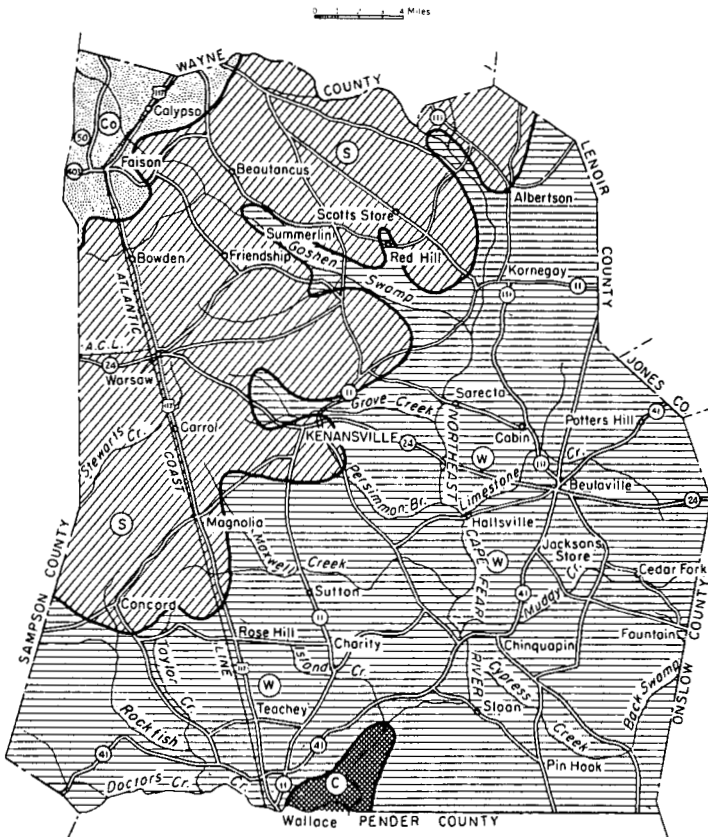 0 4 Miles
WAYNE
COUNTY
117
Calypso
Co
50
403
Faison
Beautancus
S
111
LENOIR
COUNTY
Albertson
Scotts Store
Summerlin
Goshen
Swamp
Red Hill
Bowden
Friendship
Kornegay
11
111
ATLANTIC
COAST
LINE
A.C.L.
24
Warsaw
11
JONES CO.
117
Carrol
Grove Creek
Sarecta
Cabin
Potters Hill
41
KENANSVILLE
24
NORTHEAST
CAPE FEAR
RIVER
W
111
Cr.
Limestone
Beulaville
24
Stewarts Cr.
Persimmon Br.
Hallsville
S
Magnolia
Maxwell
Creek
W
Jacksons
Store
Cedar Fork
SAMPSON COUNTY
Sutton
41
Muddy Cr.
Concord
11
Fountain
Rose Hill
Charity
Chinquapin
ONSLOW COUNTY
Taylor
Cr.
117
Island
Cr.
W
Teachey
Sloan
Cypress
Creek
Back Swamp
Rockfish
Cr.
41
41
Pin Hook
Doctors Cr.
11
C
Wallace
PENDER COUNTY